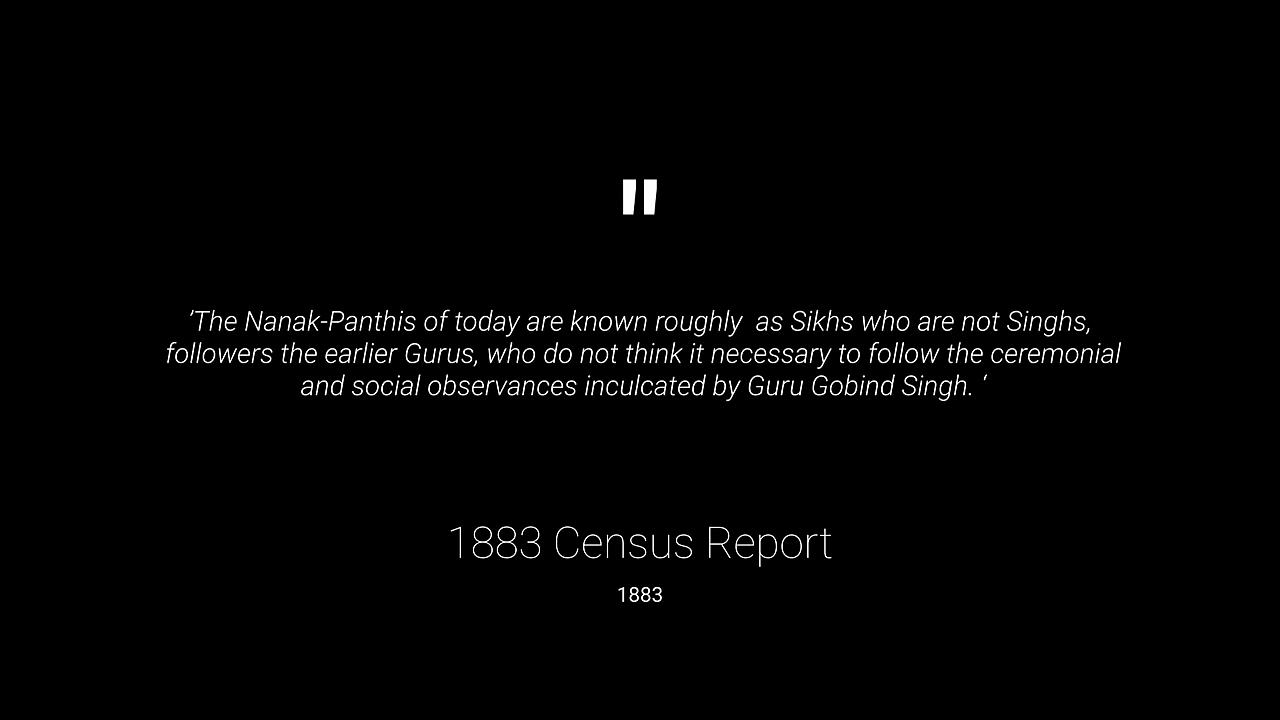 "
’The Nanak-Panthis of today are known roughly  as Sikhs who are not Singhs,
followers the earlier Gurus, who do not think it necessary to follow the ceremonial
and social observances inculcated by Guru Gobind Singh. ‘
1883 Census Report
1883